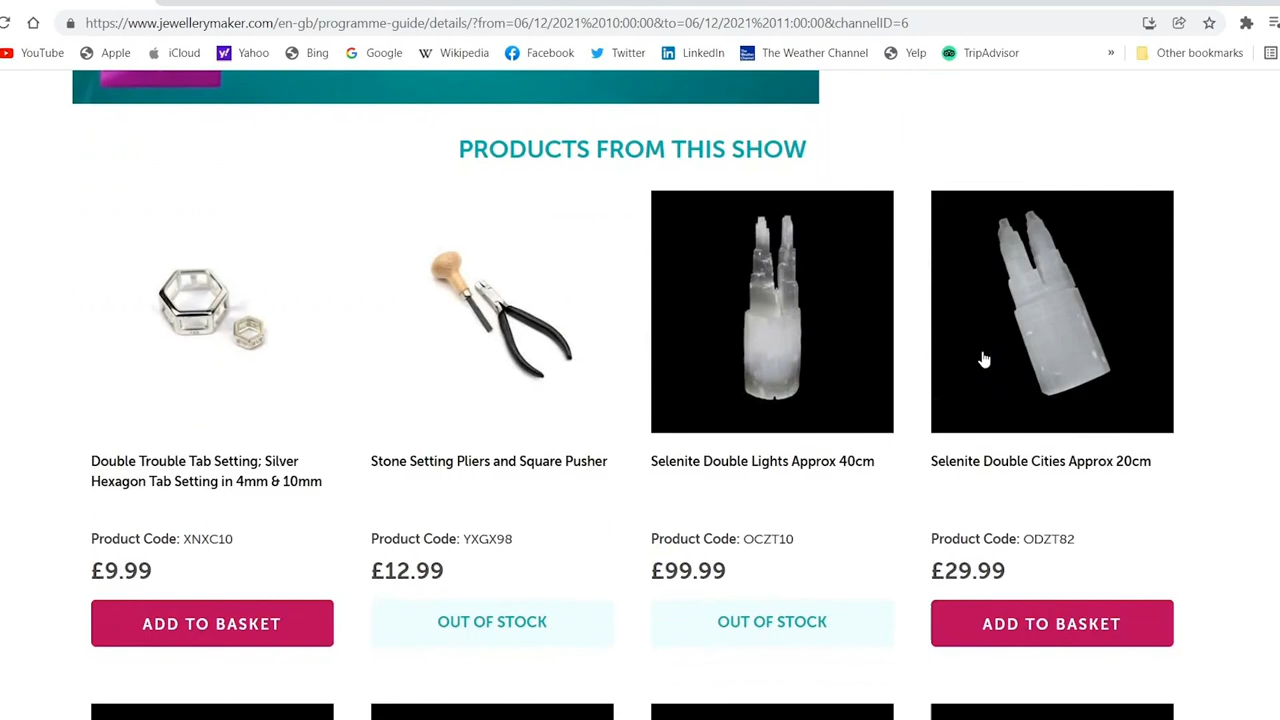 https://www.jewellerymaker.com/en-gb/programme-guide/details/?from=06/12/2021%2010:00:00&to=06/12/2021%2011:00:00&channelID=6
YouTube Apple iCloud Yahoo Bing Google Wikipedia Facebook Twitter LinkedIn The Weather Channel Yelp TripAdvisor » Other bookmarks
PRODUCTS FROM THIS SHOW
Double Trouble Tab Setting; Silver
Hexagon Tab Setting in 4mm & 10mm
Product Code: XNXC10
£9.99
ADD TO BASKET
Stone Setting Pliers and Square Pusher
Product Code: YXGX98
£12.99
OUT OF STOCK
Selenite Double Lights Approx 40cm
Product Code: OCZT10
£99.99
OUT OF STOCK
Selenite Double Cities Approx 20cm
Product Code: ODZT82
£29.99
ADD TO BASKET